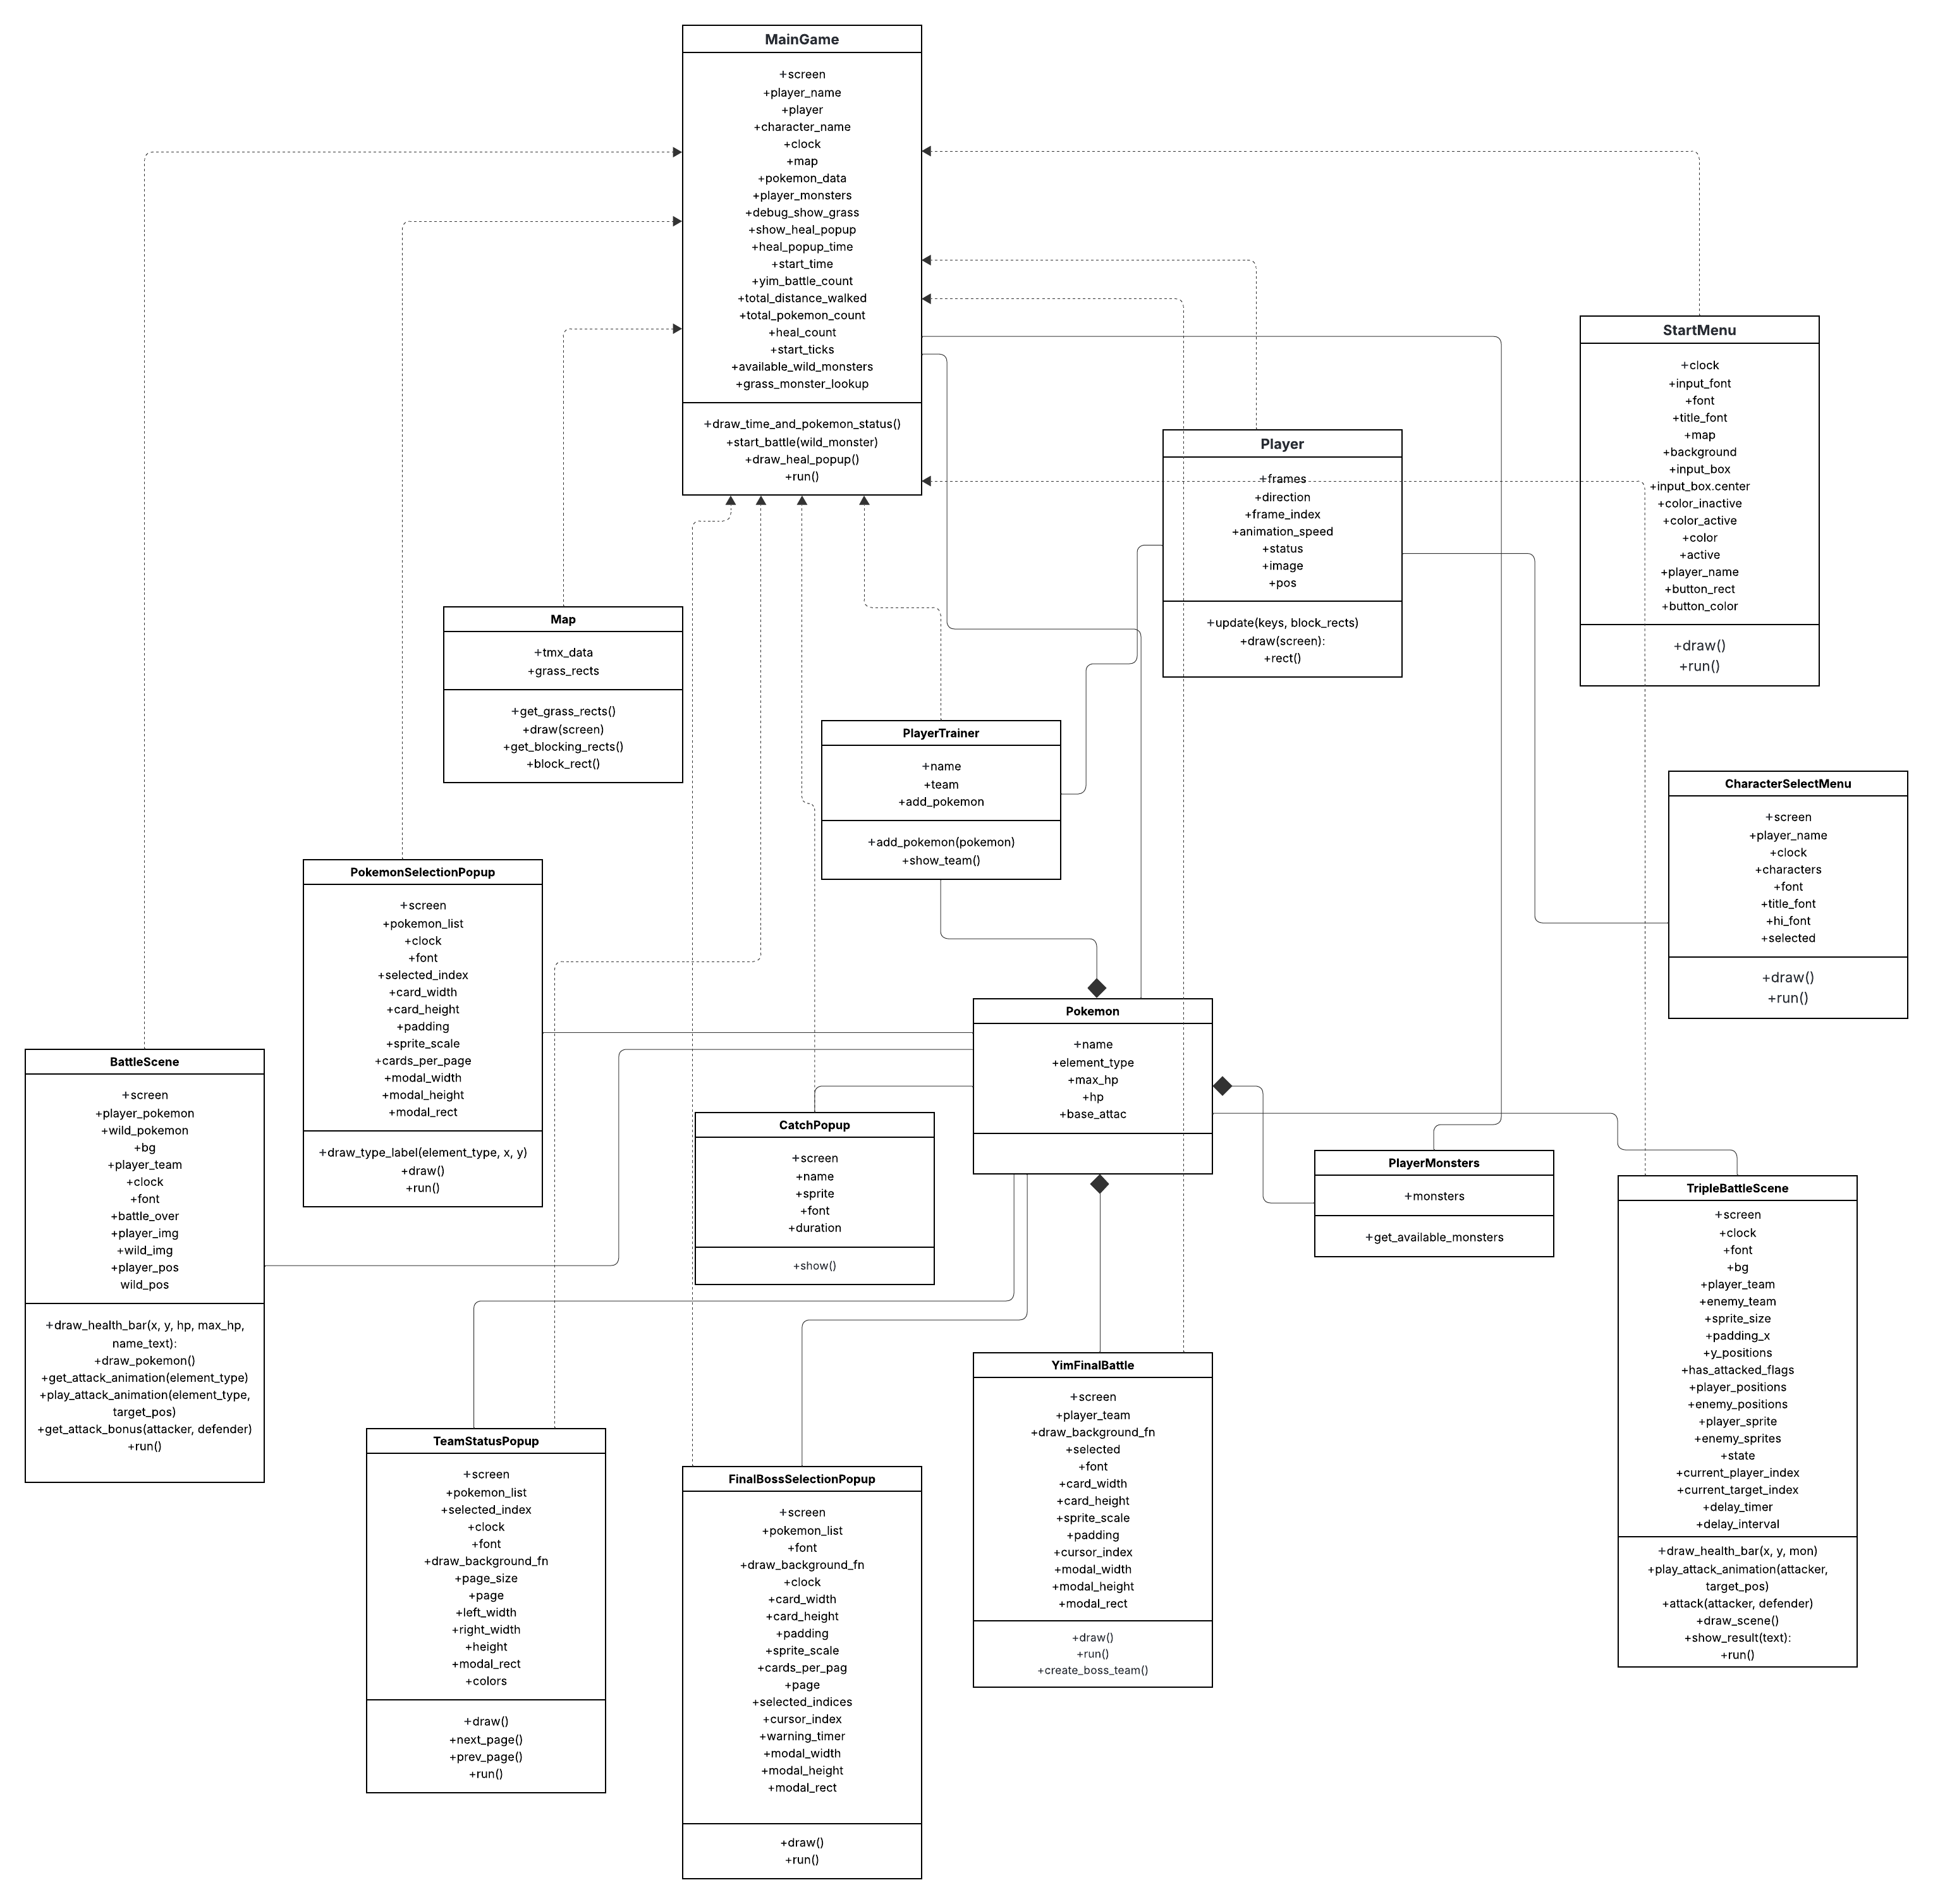 MainGame
+screen
+player_name
+player
+character_name
+clock
+map
+pokemon_data
+player_monsters
+debug_show_grass
+show_heal_popup
+heal_popup_time
+start_time
+yim_battle_count
+total_distance_walked
+total_pokemon_count
+heal_count
+start_ticks
+available_wild_monsters
+grass_monster_lookup
+draw_time_and_pokemon_status()
+start_battle(wild_monster)
+draw_heal_popup()
+run()
StartMenu
+clock
+input_font
+font
+title_font
+map
+background
+input_box
+input_box.center
+color_inactive
+color_active
+color
+active
+player_name
+button_rect
+button_color
+draw()
+run()
Player
+frames
+direction
+frame_index
+animation_speed
+status
+image
+pos
+update(keys, block_rects)
+draw(screen):
+rect()
Map
+tmx_data
+grass_rects
+get_grass_rects()
+draw(screen)
+get_blocking_rects()
+block_rect()
PlayerTrainer
+name
+team
+add_pokemon
+add_pokemon(pokemon)
+show_team()
CharacterSelectMenu
+screen
+player_name
+clock
+characters
+font
+title_font
+hi_font
+selected
+draw()
+run()
PokemonSelectionPopup
+screen
+pokemon_list
+clock
+font
+selected_index
+card_width
+card_height
+padding
+sprite_scale
+cards_per_page
+modal_width
+modal_height
+modal_rect
+draw_type_label(element_type, x, y)
+draw()
+run()
Pokemon
+name
+element_type
+max_hp
+hp
+base_attac
BattleScene
+screen
+player_pokemon
+wild_pokemon
+bg
+player_team
+clock
+font
+battle_over
+player_img
+wild_img
+player_pos
wild_pos
+draw_health_bar(x, y, hp, max_hp,
name_text):
+draw_pokemon()
+get_attack_animation(element_type)
+play_attack_animation(element_type,
target_pos)
+get_attack_bonus(attacker, defender)
+run()
CatchPopup
+screen
+name
+sprite
+font
+duration
+show()
PlayerMonsters
+monsters
+get_available_monsters
TripleBattleScene
+screen
+clock
+font
+bg
+player_team
+enemy_team
+sprite_size
+padding_x
+y_positions
+has_attacked_flags
+player_positions
+enemy_positions
+player_sprite
+enemy_sprites
+state
+current_player_index
+current_target_index
+delay_timer
+delay_interval
+draw_health_bar(x, y, mon)
+play_attack_animation(attacker,
target_pos)
+attack(attacker, defender)
+draw_scene()
+show_result(text):
+run()
YimFinalBattle
+screen
+player_team
+draw_background_fn
+selected
+font
+card_width
+card_height
+sprite_scale
+padding
+cursor_index
+modal_width
+modal_height
+modal_rect
+draw()
+run()
+create_boss_team()
TeamStatusPopup
+screen
+pokemon_list
+selected_index
+clock
+font
+draw_background_fn
+page_size
+page
+left_width
+right_width
+height
+modal_rect
+colors
+draw()
+next_page()
+prev_page()
+run()
FinalBossSelectionPopup
+screen
+pokemon_list
+font
+draw_background_fn
+clock
+card_width
+card_height
+padding
+sprite_scale
+cards_per_pag
+page
+selected_indices
+cursor_index
+warning_timer
+modal_width
+modal_height
+modal_rect
+draw()
+run()